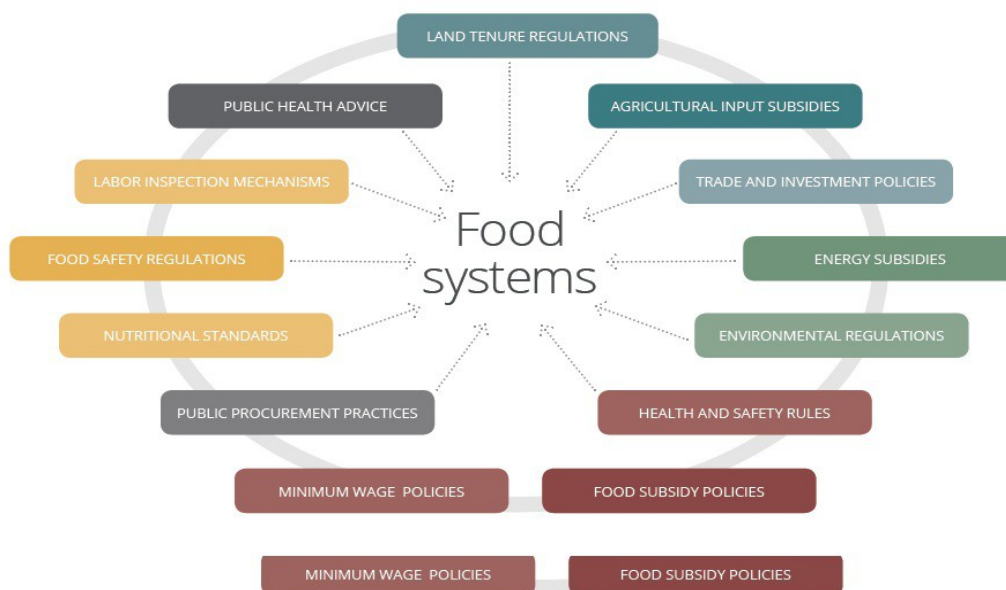 LAND TENURE REGULATIONS
PUBLIC HEALTH ADVICE
AGRICULTURAL INPUT SUBSIDIES
LABOR INSPECTION MECHANISMS
TRADE AND INVESTMENT POLICIES
Food
systems
FOOD SAFETY REGULATIONS
ENERGY SUBSIDIES
NUTRITIONAL STANDARDS
ENVIRONMENTAL REGULATIONS
PUBLIC PROCUREMENT PRACTICES
HEALTH AND SAFETY RULES
MINIMUM WAGE POLICIES
FOOD SUBSIDY POLICIES
MINIMUM WAGE POLICIES
FOOD SUBSIDY POLICIES